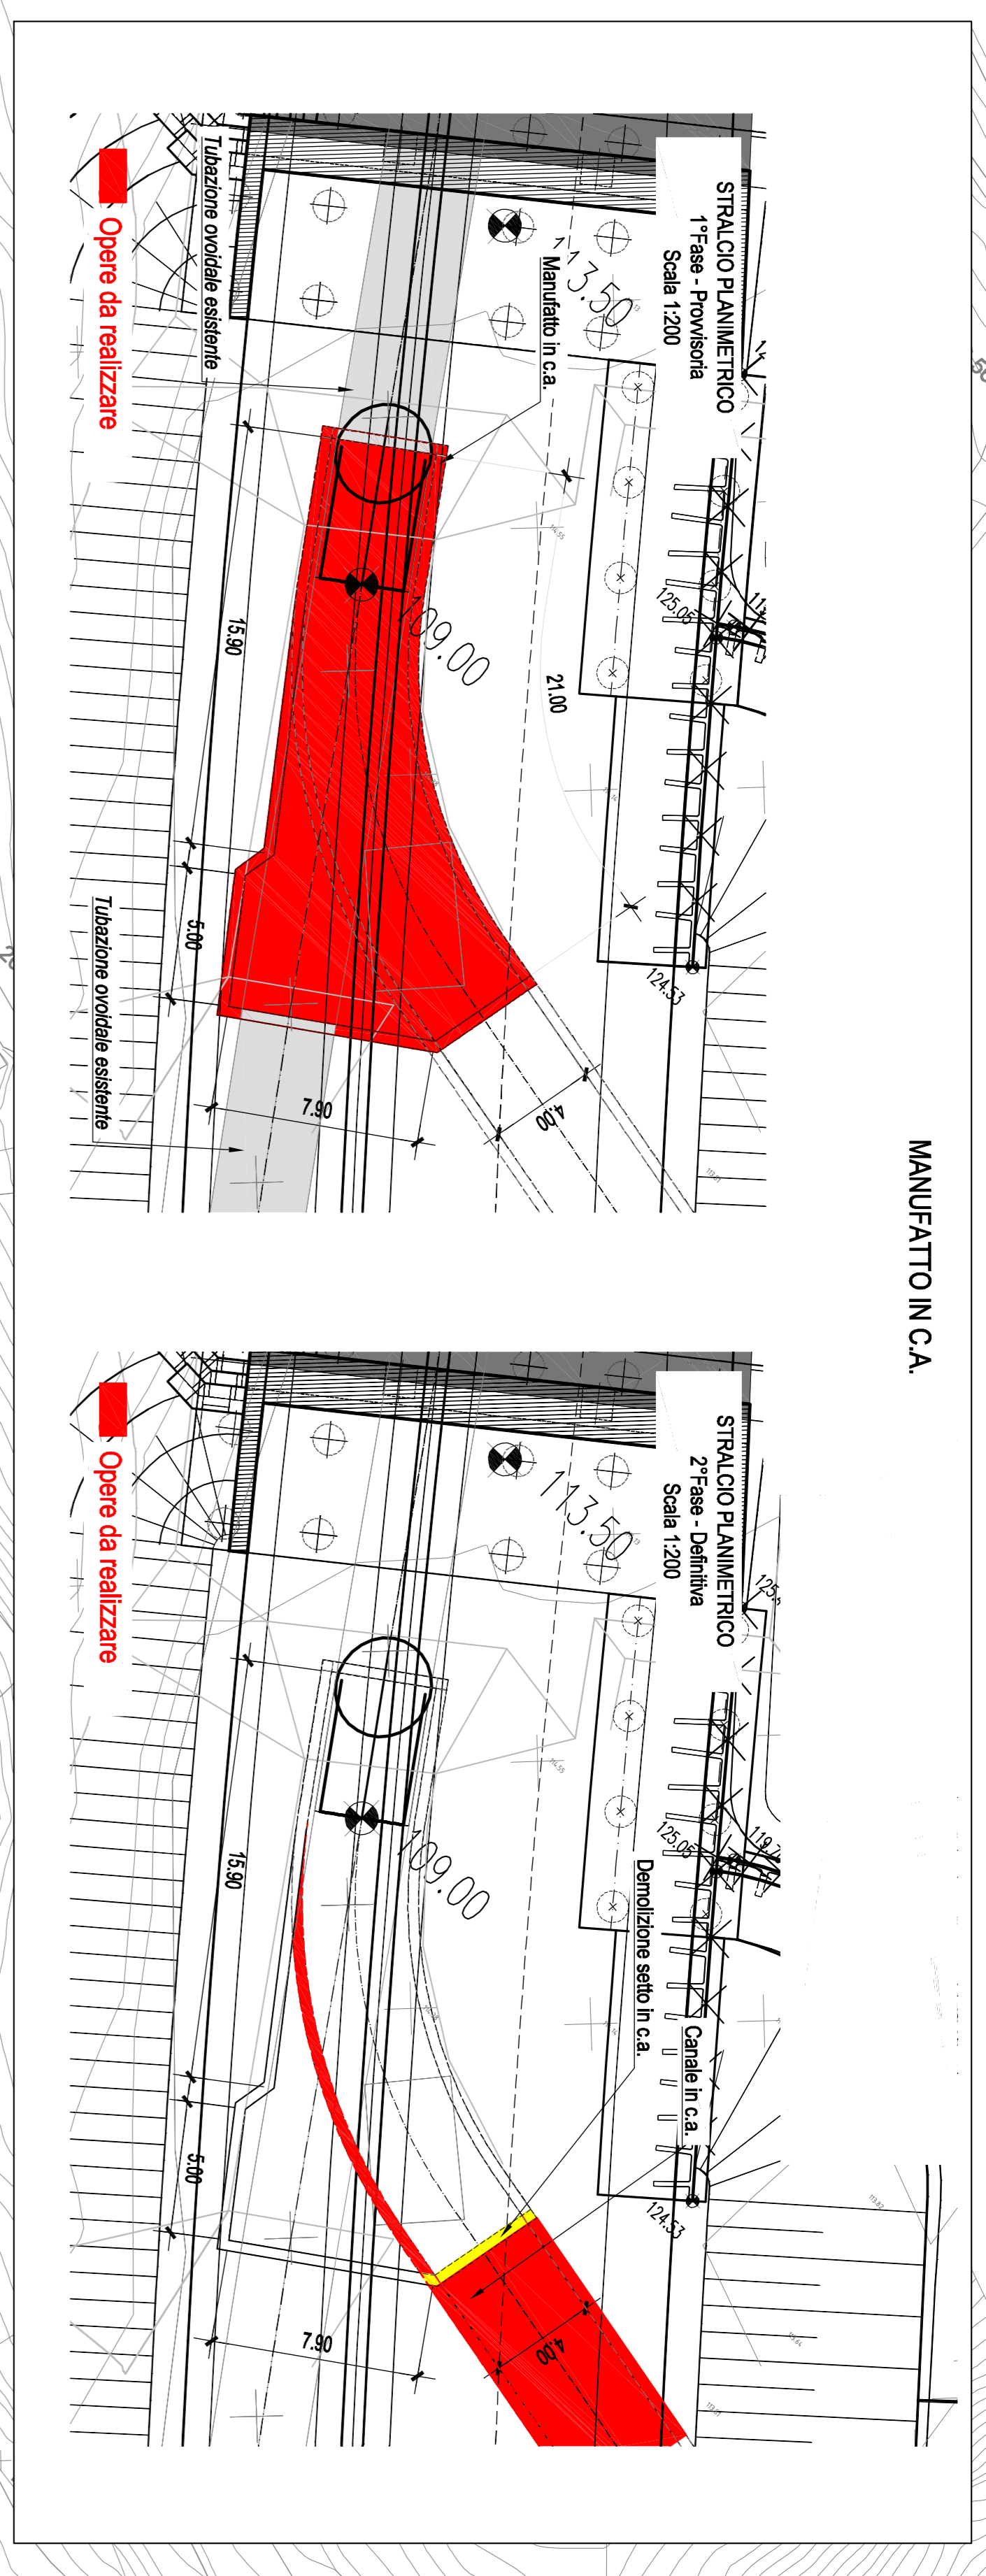 MANUFATTO IN C.A.
STRALCIO PLANIMETRICO
1°Fase - Provvisoria
Scala 1:200
113.50
Manufatto in c.a.
Tubazione ovoidale esistente
Opere da realizzare
109.00
125.05
124.53
21.00
15.90
5.00
7.90
4.00
Tubazione ovoidale esistente
STRALCIO PLANIMETRICO
2°Fase - Definitiva
Scala 1:200
113.50
Opere da realizzare
109.00
125.05
124.53
Demolizione setto in c.a.
Canale in c.a.
15.90
5.00
7.90
4.00